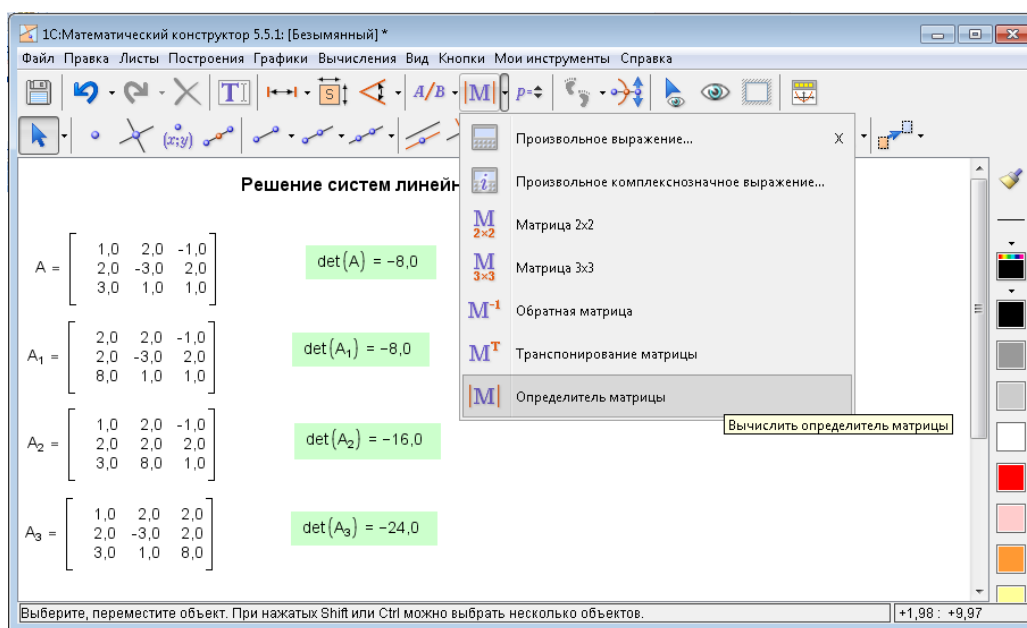 1С:Математический конструктор 5.5.1: [Безымянный] *
Файл Правка Листы Построения Графики Вычисления Вид Кнопки Мои инструменты Справка
T S A/B |M| p=
(x;y)
Произвольное выражение... X
Произвольное комплекснозначное выражение...
M 2×2 Матрица 2x2
M 3×3 Матрица 3x3
M-1 Обратная матрица
MT Транспонирование матрицы
|M| Определитель матрицы
Вычислить определитель матрицы
Решение систем линейн
A =
1,0 2,0 -1,0
2,0 -3,0 2,0
3,0 1,0 1,0
det(A) = −8,0
A1 =
2,0 2,0 -1,0
2,0 -3,0 2,0
8,0 1,0 1,0
det(A1) = −8,0
A2 =
1,0 2,0 -1,0
2,0 2,0 2,0
3,0 8,0 1,0
det(A2) = −16,0
A3 =
1,0 2,0 2,0
2,0 -3,0 2,0
3,0 1,0 8,0
det(A3) = −24,0
Выберите, переместите объект. При нажатых Shift или Ctrl можно выбрать несколько объектов.
+1,98 : +9,97